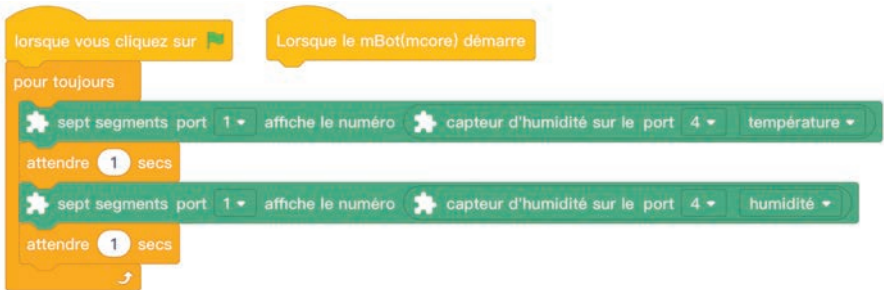 lorsque vous cliquez sur
Lorsque le mBot(mcore) démarre
pour toujours
sept segments port 1 affiche le numéro capteur d'humidité sur le port 4 température
attendre 1 secs
sept segments port 1 affiche le numéro capteur d'humidité sur le port 4 humidité
attendre 1 secs